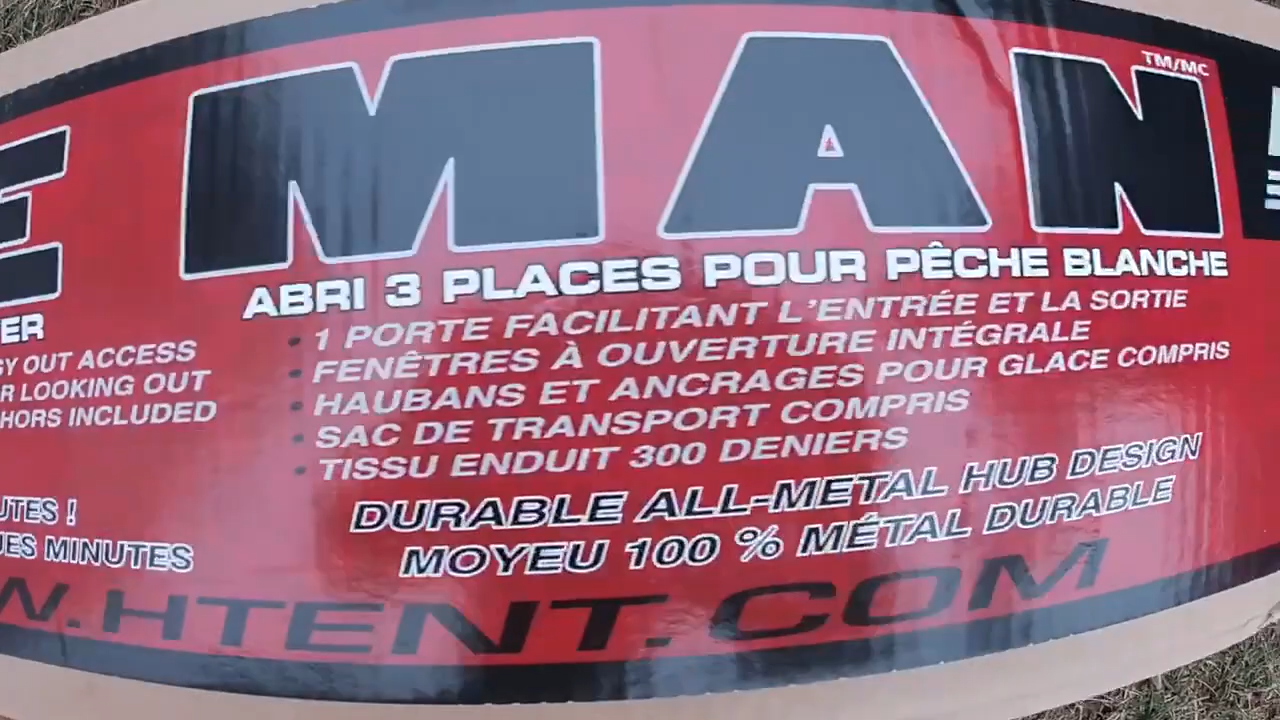 E MAN TM/MC
ER
ABRI 3 PLACES POUR PÊCHE BLANCHE
SY OUT ACCESS
R LOOKING OUT
HORS INCLUDED
• 1 PORTE FACILITANT L'ENTRÉE ET LA SORTIE
• FENÊTRES À OUVERTURE INTÉGRALE
• HAUBANS ET ANCRAGES POUR GLACE COMPRIS
• SAC DE TRANSPORT COMPRIS
• TISSU ENDUIT 300 DENIERS
UTES !
UES MINUTES
DURABLE ALL-METAL HUB DESIGN
MOYEU 100 % MÉTAL DURABLE
W.HTENT.COM